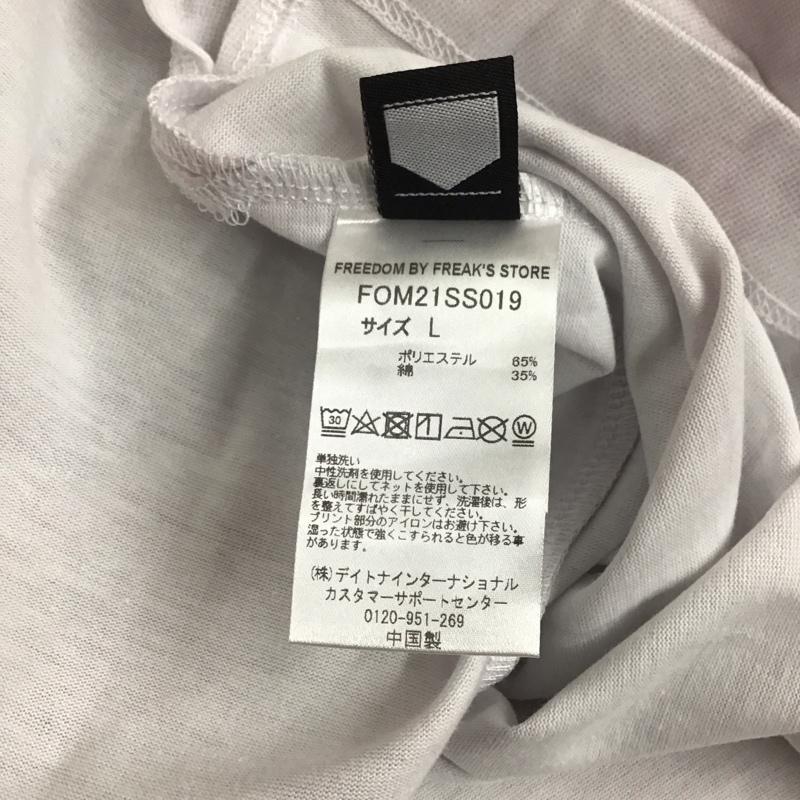 FREEDOM BY FREAK'S STORE
FOM21SS019
サイズ L
ポリエステル 65%
綿 35%
30 W
単独洗い
中性洗剤を使用してください。
裏返しにしてネットを使用して下さい。
長い時間濡れたままにせず、洗濯後は、形
を整えてすばやく干してください。
プリント部分のアイロンはお避け下さい。
湿った状態で強くこすられると色が移る事
があります。
(株)デイトナインターナショナル
カスタマーサポートセンター
0120-951-269
中国製